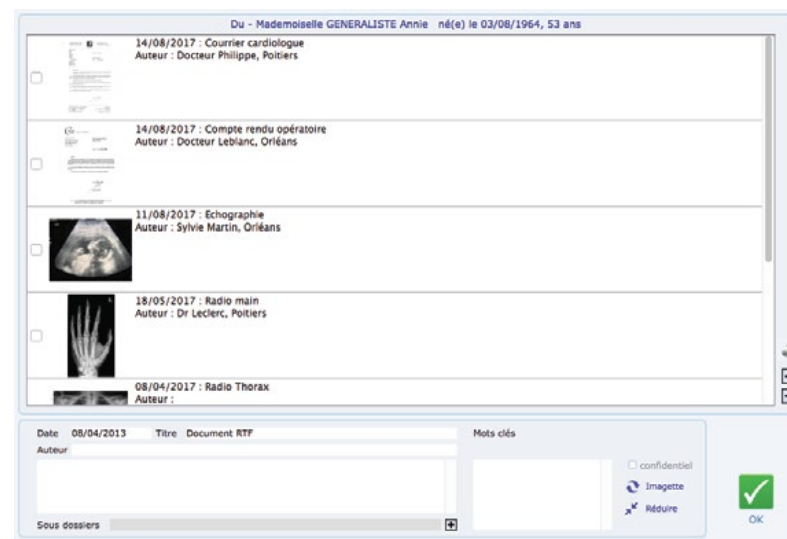 Du - Mademoiselle GENERALISTE Annie né(e) le 03/08/1964, 53 ans
14/08/2017 : Courrier cardiologue
Auteur : Docteur Philippe, Poitiers
14/08/2017 : Compte rendu opératoire
Auteur : Docteur Leblanc, Orléans
11/08/2017 : Echographie
Auteur : Sylvie Martin, Orléans
18/05/2017 : Radio main
Auteur : Dr Leclerc, Poitiers
08/04/2017 : Radio Thorax
Auteur :
Date 08/04/2013 Titre Document RTF Mots clés
Auteur
confidentiel
Imagette
Réduire
Sous dossiers
OK